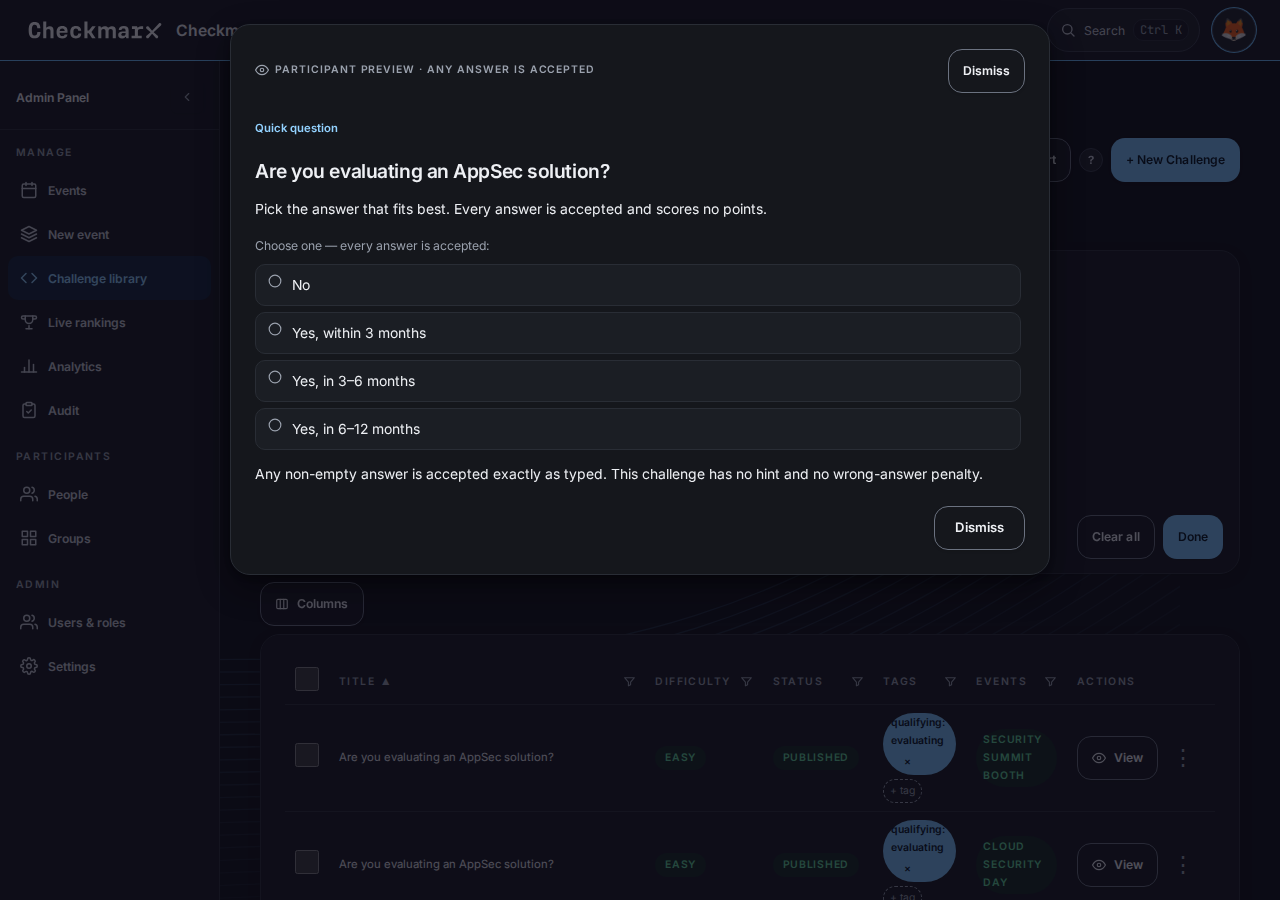 Checkmarx
Checkm
Search Ctrl K
Admin Panel
PARTICIPANT PREVIEW · ANY ANSWER IS ACCEPTED
Dismiss
Quick question
Are you evaluating an AppSec solution?
Pick the answer that fits best. Every answer is accepted and scores no points.
Choose one — every answer is accepted:
No
Yes, within 3 months
Yes, in 3–6 months
Yes, in 6–12 months
Any non-empty answer is accepted exactly as typed. This challenge has no hint and no wrong-answer penalty.
Dismiss
MANAGE
Events
New event
Challenge library
Live rankings
Analytics
Audit
PARTICIPANTS
People
Groups
ADMIN
Users & roles
Settings
? + New Challenge
Clear all Done
Columns
TITLE ▲ DIFFICULTY STATUS TAGS EVENTS ACTIONS
Are you evaluating an AppSec solution? EASY PUBLISHED
qualifying:
evaluating
×
+ tag
SECURITY
SUMMIT
BOOTH
View
Are you evaluating an AppSec solution? EASY PUBLISHED
qualifying:
evaluating
×
+ tag
CLOUD
SECURITY
DAY
View